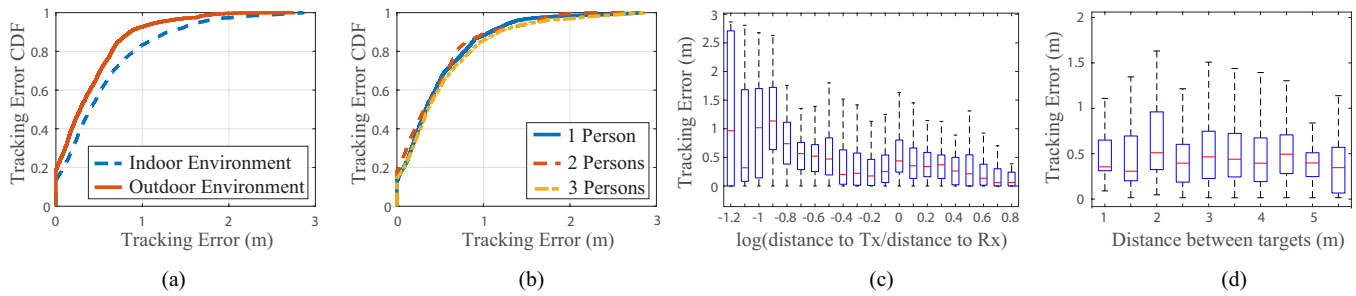 Tracking Error CDF
1
0.8
0.6
0.4
0.2
0
0
1
2
3
Indoor Environment
Outdoor Environment
Tracking Error (m)
(a)
Tracking Error CDF
1
0.8
0.6
0.4
0.2
0
0
1
2
3
1 Person
2 Persons
3 Persons
Tracking Error (m)
(b)
Tracking Error (m)
3
2.5
2
1.5
1
0.5
0
-1.2 -1 -0.8 -0.6 -0.4 -0.2 0 0.2 0.4 0.6 0.8
log(distance to Tx/distance to Rx)
(c)
Tracking Error (m)
2
1.5
1
0.5
0
1 2 3 4 5
Distance between targets (m)
(d)